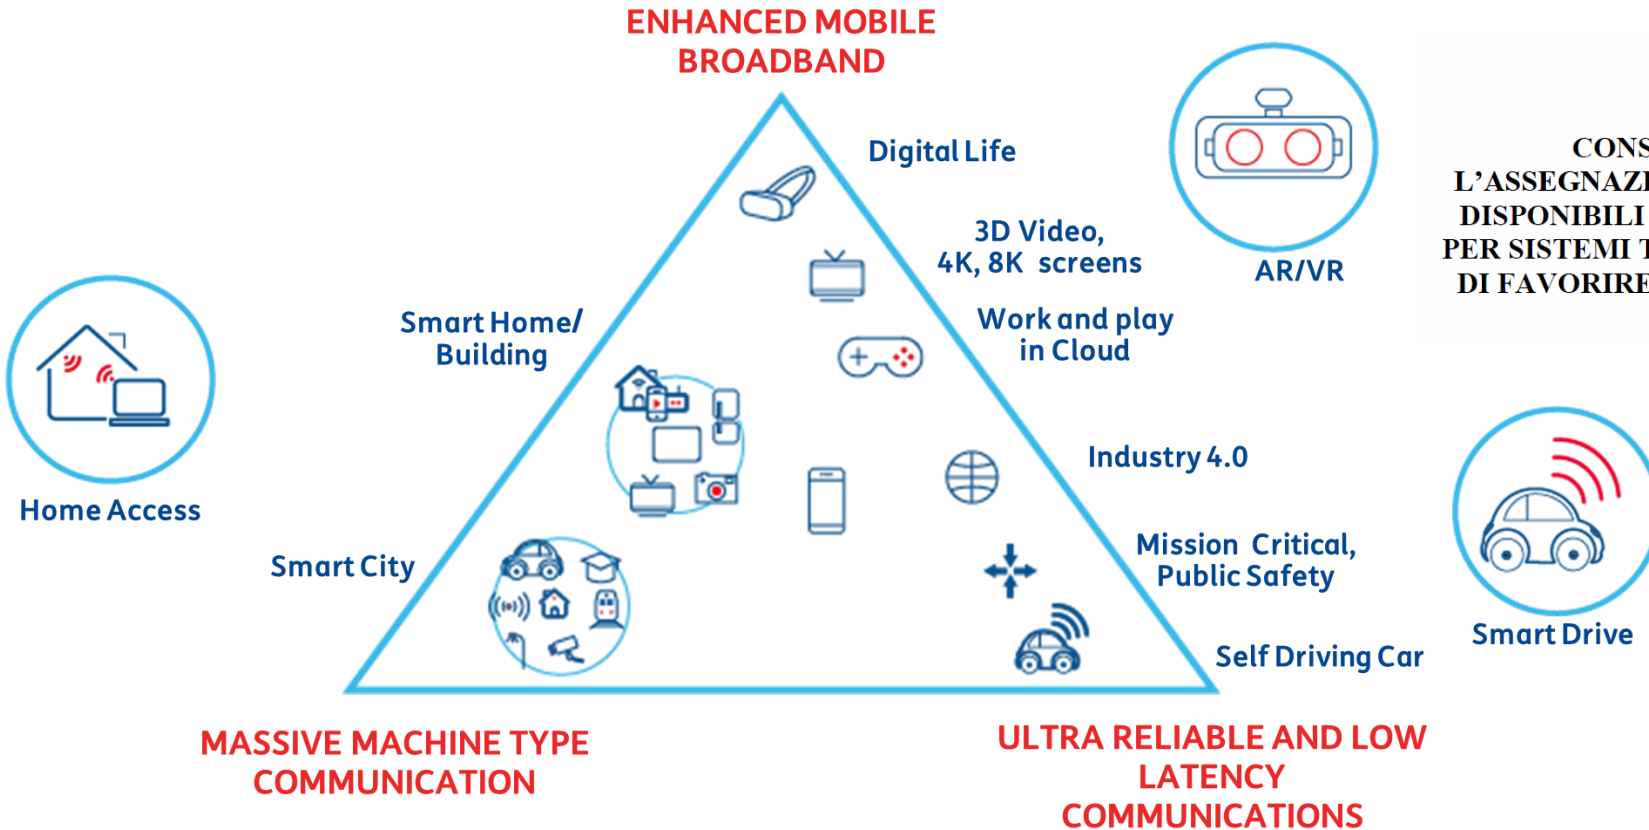 ENHANCED MOBILE
BROADBAND
Digital Life
3D Video,
4K, 8K screens
AR/VR
Work and play
in Cloud
Smart Home/
Building
Home Access
Industry 4.0
Smart City
Mission Critical,
Public Safety
Self Driving Car
Smart Drive
MASSIVE MACHINE TYPE
COMMUNICATION
ULTRA RELIABLE AND LOW
LATENCY
COMMUNICATIONS
L’ASSEGNAZI
DISPONIBILI
PER SISTEMI
DI FAVORIRE